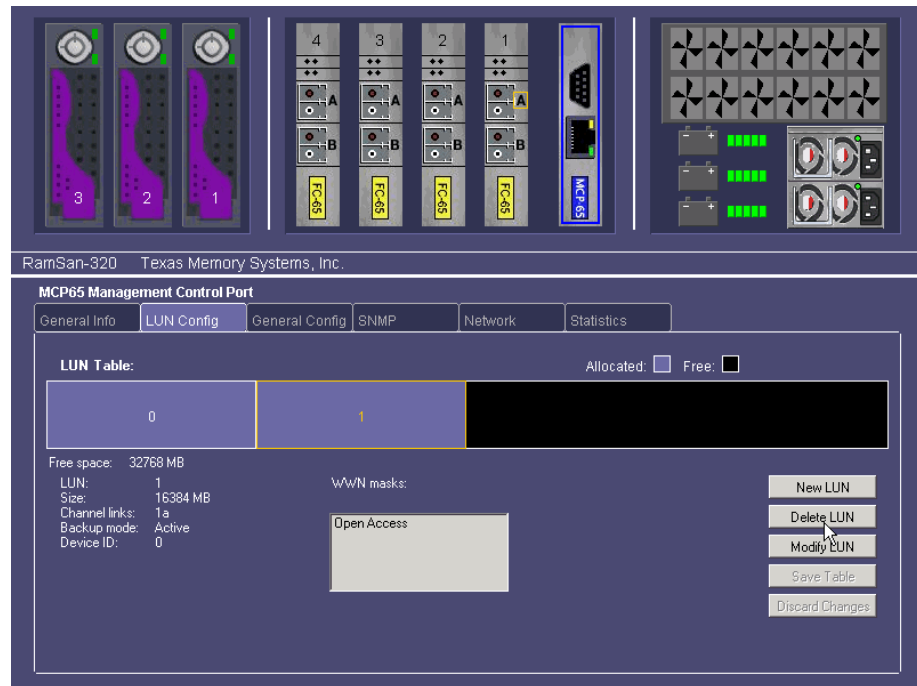 4 3 2 1
A A A A
B B B B
3 2 1
FC-65 FC-65 FC-65 FC-65 MCP-65
- +
- +
- +
RamSan-320 Texas Memory Systems, Inc.
MCP65 Management Control Port
General Info LUN Config General Config SNMP Network Statistics
LUN Table: Allocated: Free:
0 1
Free space: 32768 MB
LUN: 1 WWN masks: New LUN
Size: 16384 MB
Channel links: 1a Open Access Delete LUN
Backup mode: Active
Device ID: 0 Modify LUN
Save Table
Discard Changes